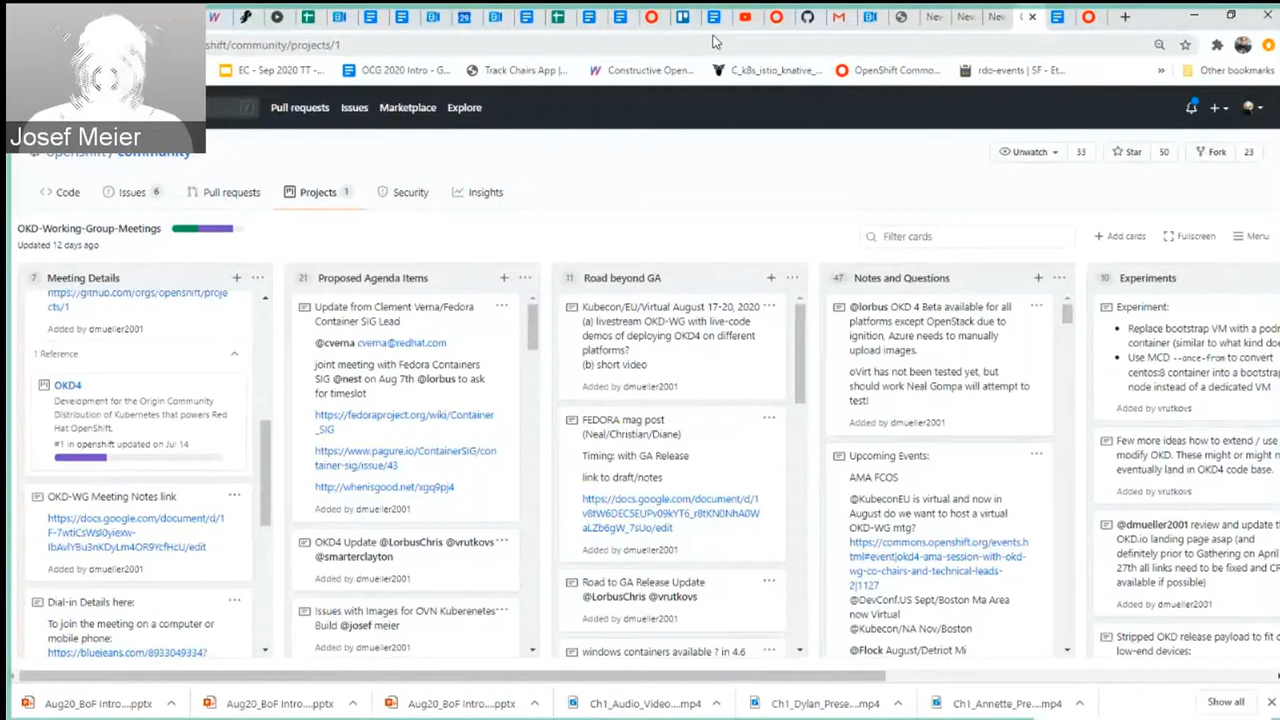 29
Nev
Nev
Nev
shift/community/projects/1
EC - Sep 2020 TT -...
OCG 2020 Intro - G...
Track Chairs App |...
Constructive Open...
C_k8s_istio_knative_...
OpenShift Commo...
rdo-events | SF - Et...
»
Other bookmarks
Josef Meier
/
Pull requests
Issues
Marketplace
Explore
openshift / community
Unwatch
33
Star
50
Fork
23
Code
Issues 6
Pull requests
Projects 1
Security
Insights
OKD-Working-Group-Meetings
Updated 12 days ago
Filter cards
+ Add cards
Fullscreen
Menu
7 Meeting Details
https://github.com/orgs/openshift/proje
cts/1
Added by dmueller2001
1 Reference
OKD4
Development for the Origin Community
Distribution of Kubernetes that powers Red
Hat OpenShift.
#1 in openshift updated on Jul 14
OKD-WG Meeting Notes link
https://docs.google.com/document/d/1
Added by dmueller2001
Dial-in Details here:
To join the meeting on a computer or
mobile phone:
https://bluejeans.com/8933049334?
21 Proposed Agenda Items
Update from Clement Verna/Fedora
Container SIG Lead
@cverna cverna@redhat.com
joint meeting with Fedora Containers
SIG @nest on Aug 7th @lorbus to ask
for timeslot
https://fedoraproject.org/wiki/Container
_SIG
https://www.pagure.io/ContainerSIG/con
tainer-sig/issue/43
http://whenisgood.net/xgq9pj4
Added by dmueller2001
OKD4 Update @LorbusChris @vrutkovs
@smarterclayton
Added by dmueller2001
Issues with Images for OVN Kuberenetes
Build @josef meier
Added by dmueller2001
11 Road beyond GA
Kubecon/EU/Virtual August 17-20, 2020
(a) livestream OKD-WG with live-code
demos of deploying OKD4 on different
platforms?
(b) short video
Added by dmueller2001
FEDORA mag post
(Neal/Christian/Diane)
Timing: with GA Release
link to draft/notes
https://docs.google.com/document/d/1
Added by dmueller2001
Road to GA Release Update
@LorbusChris @vrutkovs
Added by dmueller2001
windows containers available ? in 4.6
47 Notes and Questions
@lorbus OKD 4 Beta available for all
platforms except OpenStack due to
ignition, Azure needs to manually
upload images.
oVirt has not been tested yet, but
should work Neal Gompa will attempt to
test!
Added by dmueller2001
Upcoming Events:
AMA FCOS
@KubeconEU is virtual and now in
August do we want to host a virtual
OKD-WG mtg?
https://commons.openshift.org/events.h
tml#event|okd4-ama-session-with-okd-
wg-co-chairs-and-technical-leads-
2|1127
@DevConf.US Sept/Boston Ma Area
now Virtual
@Kubecon/NA Nov/Boston
@Flock August/Detriot Mi
10 Experiments
Experiment:
Replace bootstrap VM with a pod
container (similar to what kind doe
Use MCD --once-from to convert
centos8 container into a bootstrap
node instead of a dedicated VM
Added by vrutkovs
Few more ideas how to extend / use
modify OKD. These might or might n
eventually land in OKD4 code base.
Added by vrutkovs
@dmueller2001 review and update th
OKD.io landing page asap (and
definitely prior to Gathering on April
27th all links need to be fixed and CR
available if possible)
Added by dmueller2001
Stripped OKD release payload to fit o
low-end devices:
Aug20_BoF Intro....pptx
Aug20_BoF Intro....pptx
Aug20_BoF Intro....pptx
Ch1_Audio_Video....mp4
Ch1_Dylan_Prese....mp4
Ch1_Annette_Pre....mp4
Show all